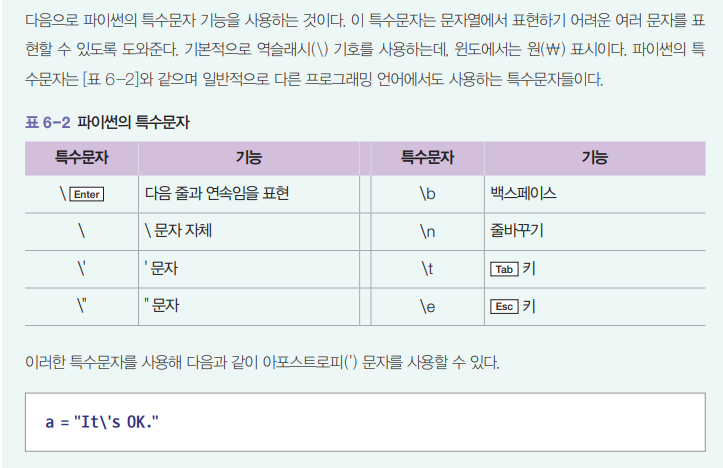 다음으로 파이썬의 특수문자 기능을 사용하는 것이다. 이 특수문자는 문자열에서 표현하기 어려운 여러 문자를 표
현할 수 있도록 도와준다. 기본적으로 역슬래시(\) 기호를 사용하는데, 윈도에서는 원(₩) 표시이다. 파이썬의 특
수문자는 [표 6-2]와 같으며 일반적으로 다른 프로그래밍 언어에서도 사용하는 특수문자들이다.
표 6-2 파이썬의 특수문자
특수문자 기능 특수문자 기능
\ Enter 다음 줄과 연속임을 표현 \b 백스페이스
\ \ 문자 자체 \n 줄바꾸기
\' ' 문자 \t Tab 키
\" " 문자 \e Esc 키
이러한 특수문자를 사용해 다음과 같이 아포스트로피(') 문자를 사용할 수 있다.
a = "It\'s OK."